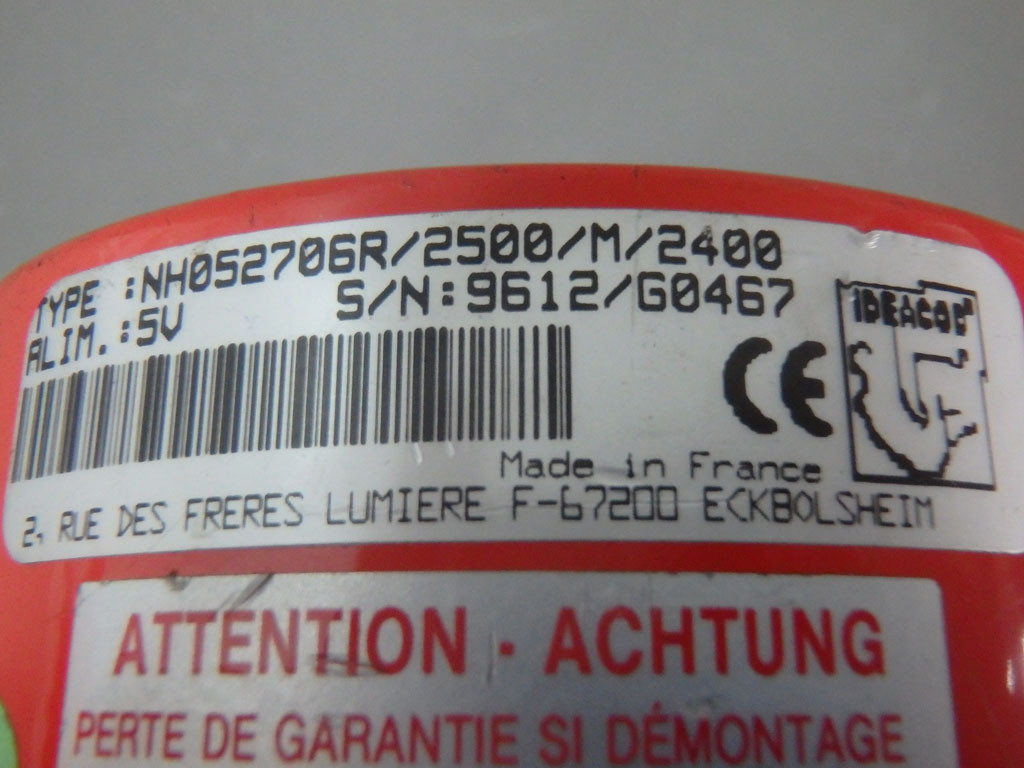 TYPE :NH052706R/2500/M/2400
ALIM.:5V S/N:9612/G0467
IDEACOD
CE
Made in France
2, RUE DES FRERES LUMIERE F-67200 ECKBOLSHEIM
ATTENTION · ACHTUNG
PERTE DE GARANTIE SI DÉMONTAGE